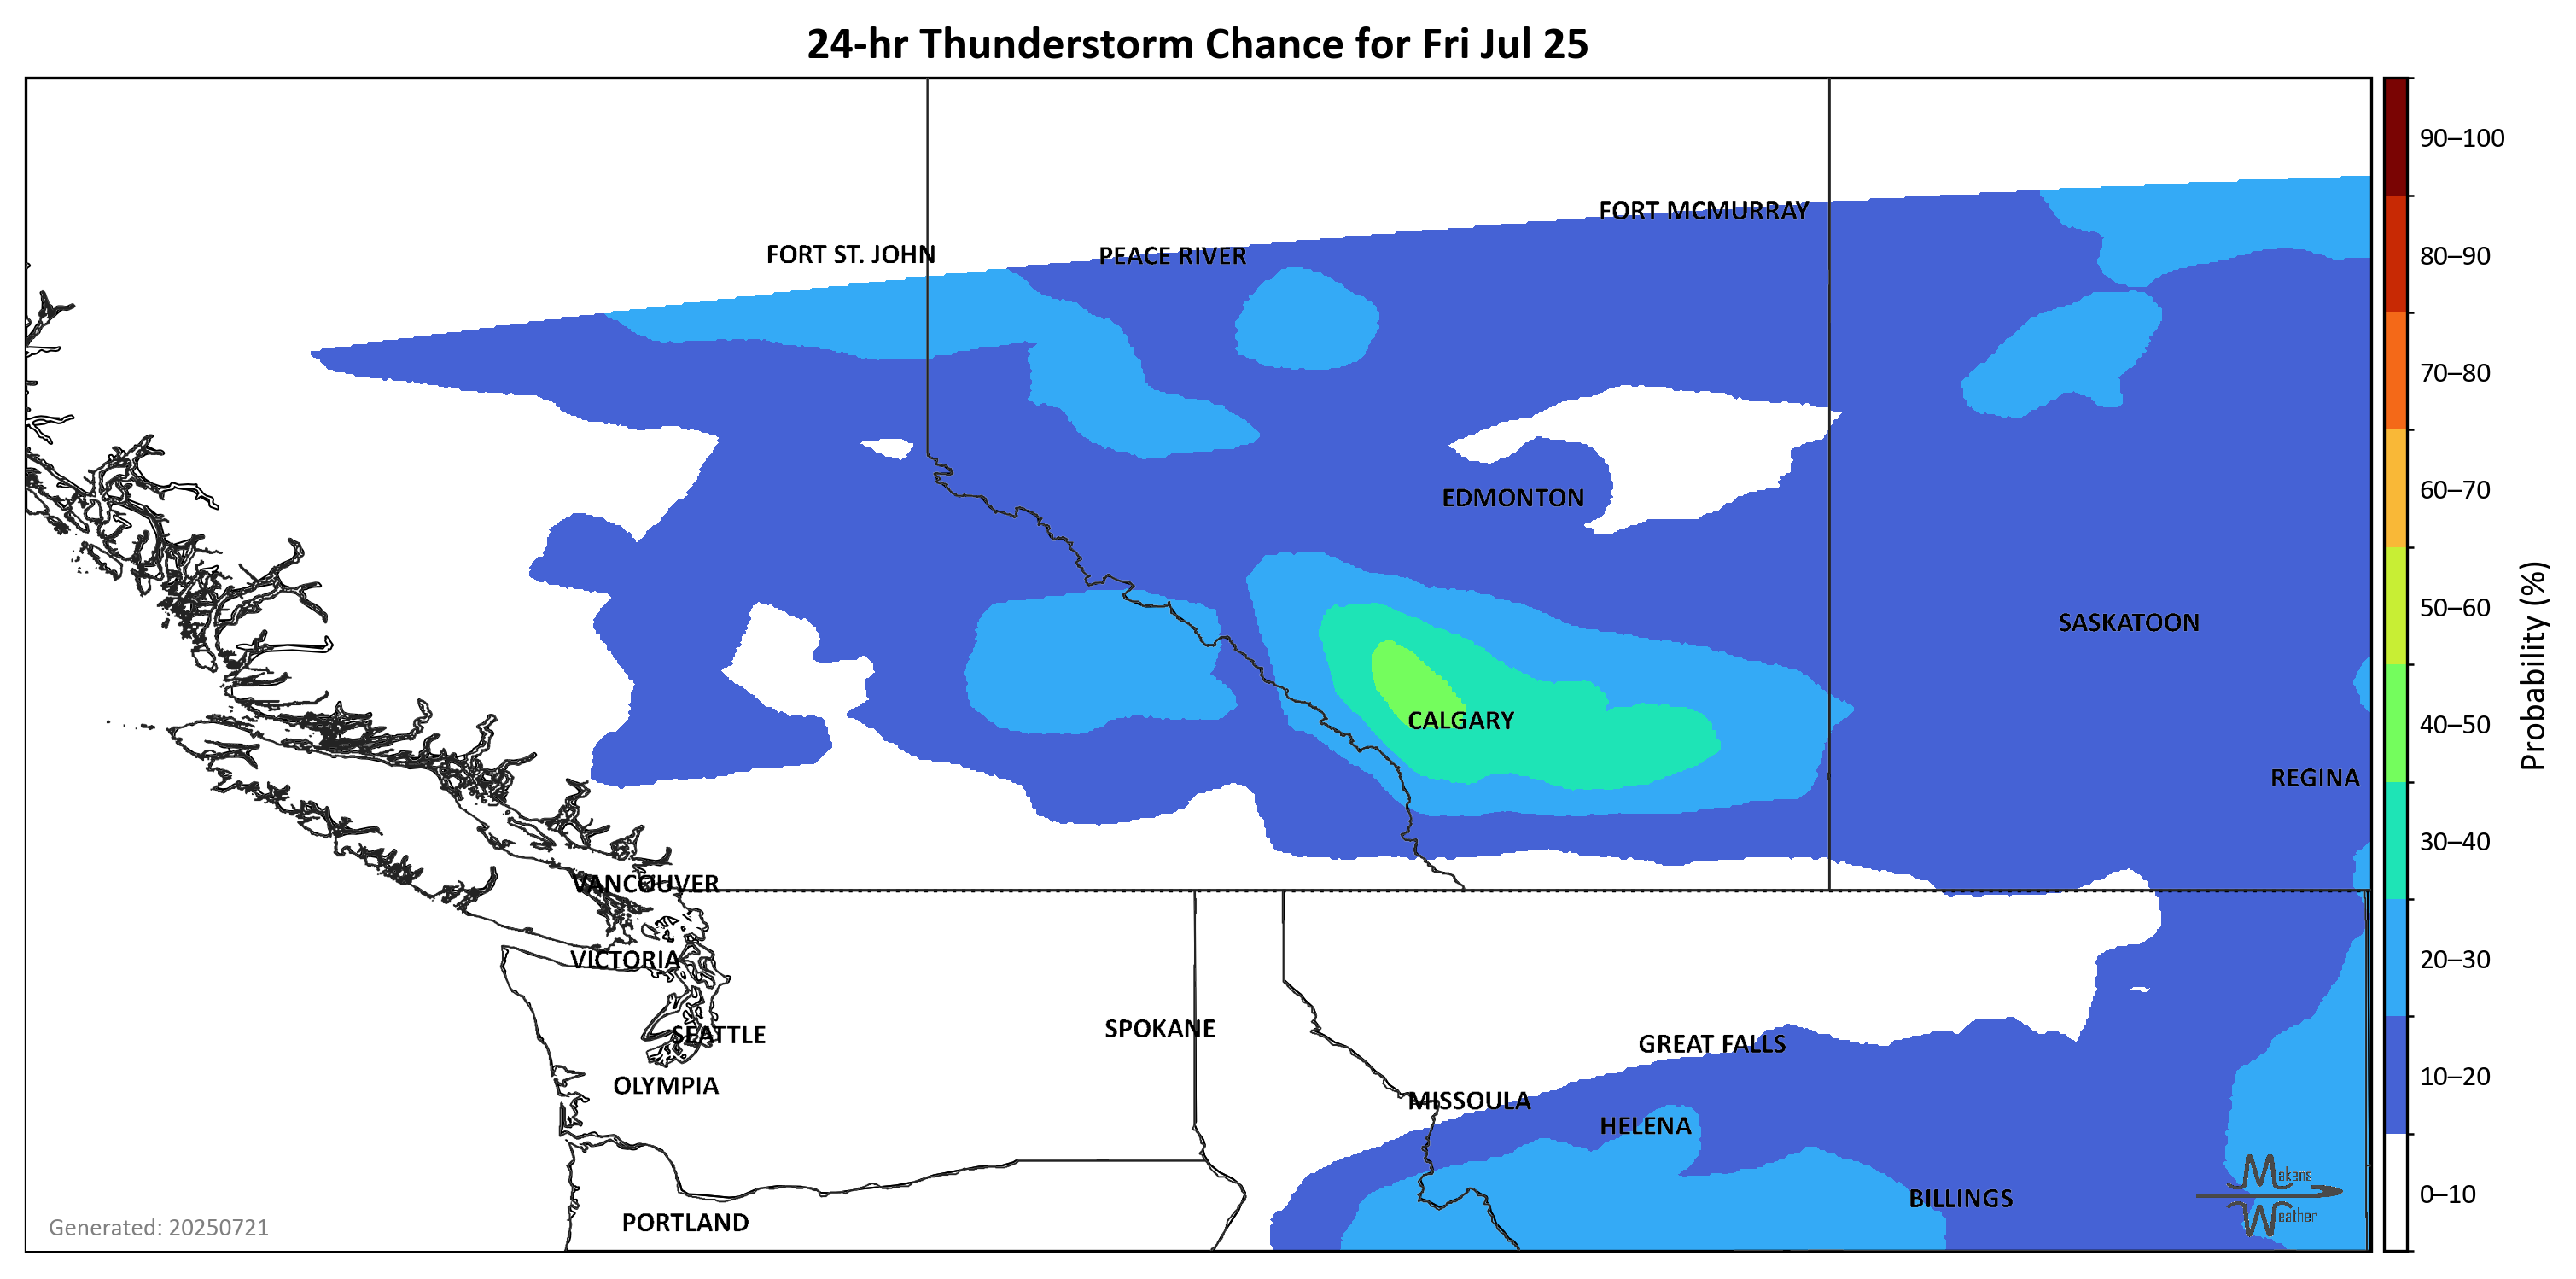 24-hr Thunderstorm Chance for Fri Jul 25
90–100
FORT MCMURRAY
FORT ST. JOHN
PEACE RIVER
80–90
70–80
60–70
EDMONTON
50–60
SASKATOON
40–50
CALGARY
Probability (%)
REGINA
30–40
VANCOUVER
VICTORIA
20–30
SEATTLE
SPOKANE
GREAT FALLS
OLYMPIA
MISSOULA
10–20
HELENA
Makens
Weather
BILLINGS
0–10
PORTLAND
Generated: 20250721